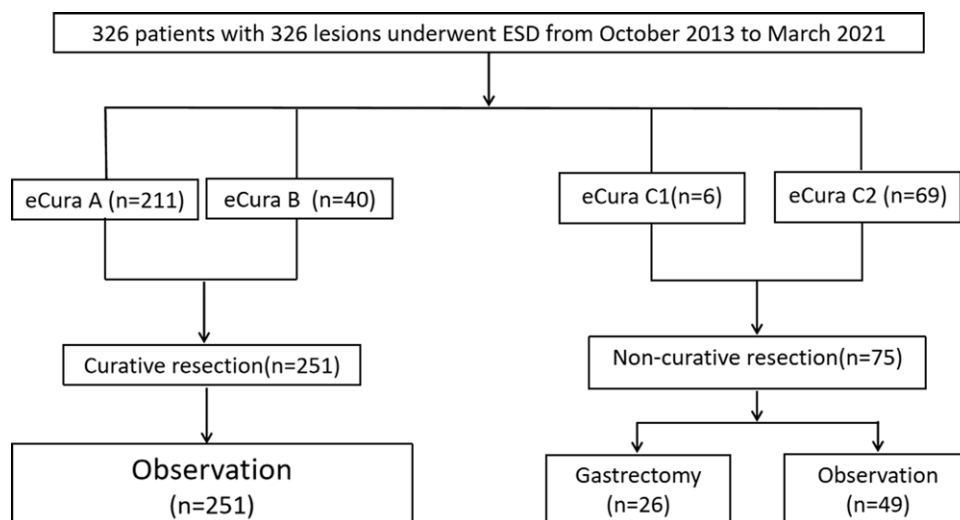 326 patients with 326 lesions underwent ESD from October 2013 to March 2021
eCura A (n=211)
eCura B (n=40)
eCura C1(n=6)
eCura C2 (n=69)
Curative resection(n=251)
Non-curative resection(n=75)
Observation
(n=251)
Gastrectomy
(n=26)
Observation
(n=49)